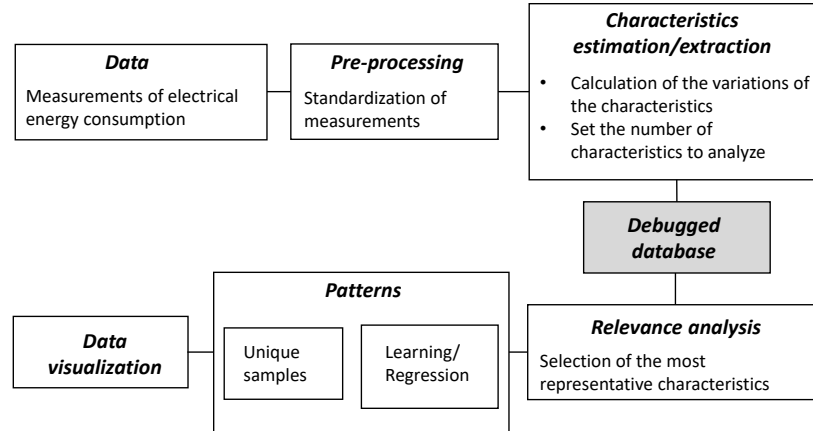 Data
Measurements of electrical
energy consumption
Pre-processing
Standardization of
measurements
Characteristics
estimation/extraction
• Calculation of the variations of
the characteristics
• Set the number of
characteristics to analyze
Debugged
database
Relevance analysis
Selection of the most
representative characteristics
Patterns
Unique
samples
Learning/
Regression
Data
visualization